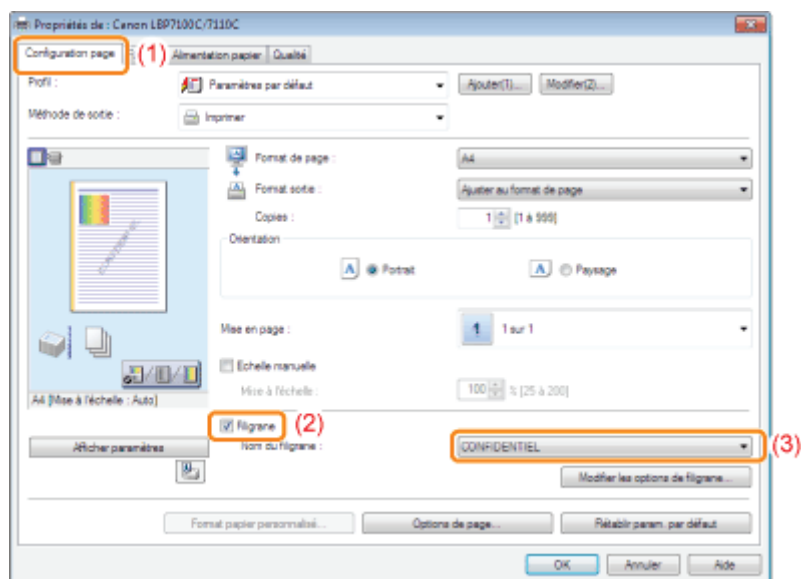 Propriétés de : Canon LBP7100C/7110C
Configuration page (1) Alimentation papier Qualité
Profil : Paramètres par défaut Ajouter(1)... Modifier(2)...
Méthode de sortie : Imprimer
Format de page : A4
Format sortie : Ajuster au format de page
Copies : 1 [1 à 999]
Orientation
A Portrait A Paysage
CONFIDENTIEL
Mise en page : 1 1 sur 1
Echelle manuelle
Mise à l'échelle : 100 % [25 à 200]
A4 [Mise à l'échelle : Auto]
Filigrane (2)
Afficher paramètres Nom du filigrane : CONFIDENTIEL (3)
Modifier les options de filigrane...
Format papier personnalisé... Options de page... Rétablir param. par défaut
OK Annuler Aide